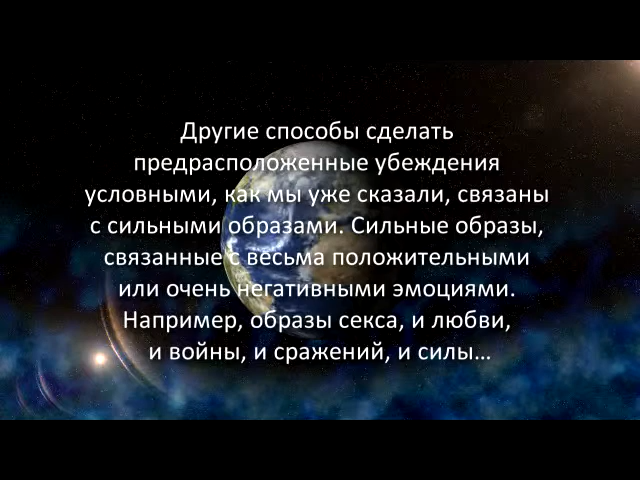 Другие способы сделать
предрасположенные убеждения
условными, как мы уже сказали, связаны
с сильными образами. Сильные образы,
связанные с весьма положительными
или очень негативными эмоциями.
Например, образы секса, и любви,
и войны, и сражений, и силы…